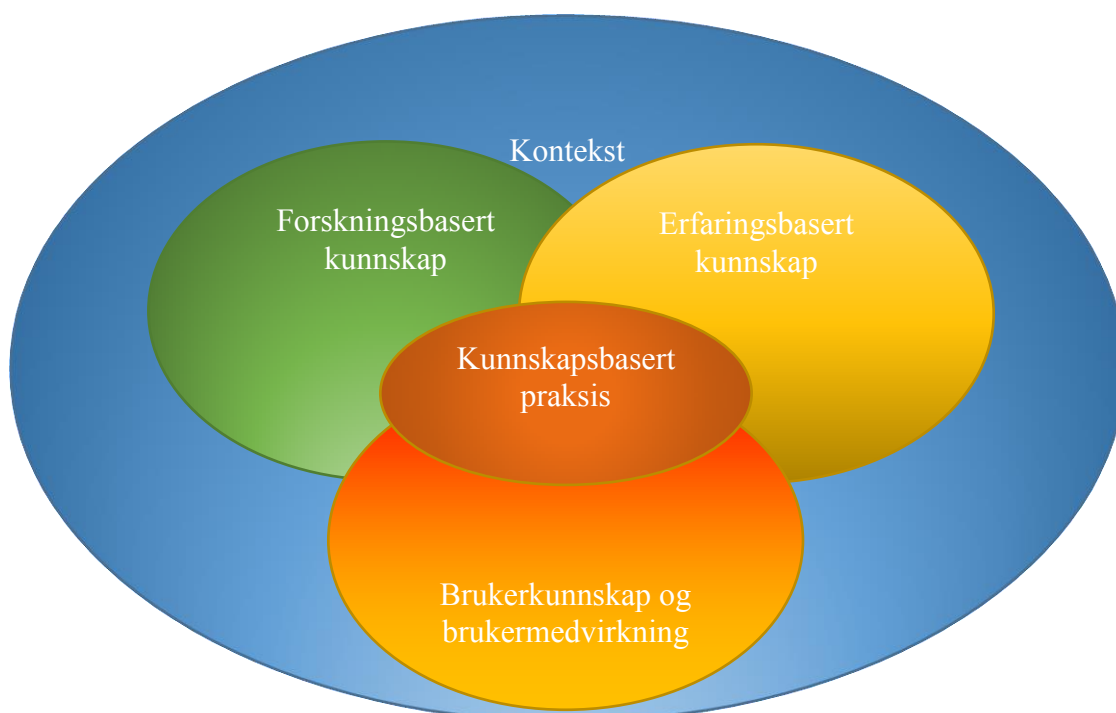 Kontekst
Forskningsbasert
kunnskap
Erfaringsbasert
kunnskap
Kunnskapsbasert
praksis
Brukerkunnskap og
brukermedvirkning